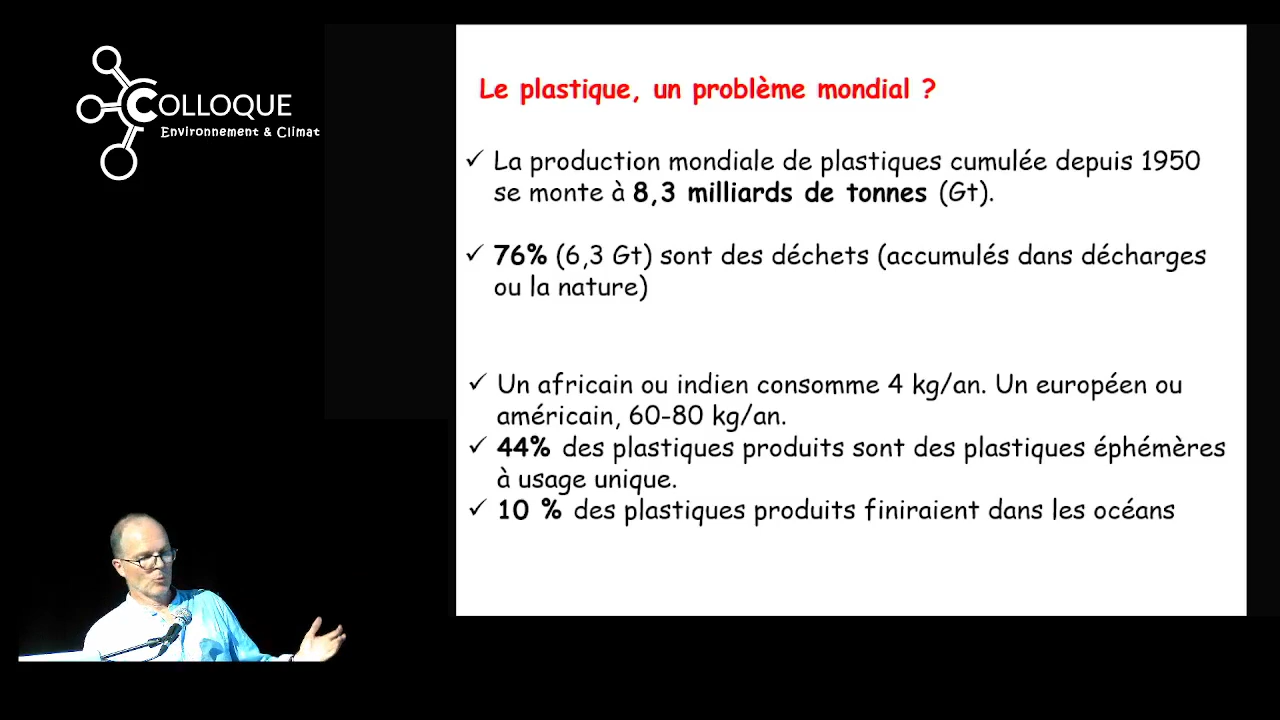 COLLOQUE
Environnement & Climat
Le plastique, un problème mondial ?
✓ La production mondiale de plastiques cumulée depuis 1950
se monte à 8,3 milliards de tonnes (Gt).
✓ 76% (6,3 Gt) sont des déchets (accumulés dans décharges
ou la nature)
✓ Un africain ou indien consomme 4 kg/an. Un européen ou
américain, 60-80 kg/an.
✓ 44% des plastiques produits sont des plastiques éphémères
à usage unique.
✓ 10 % des plastiques produits finiraient dans les océans